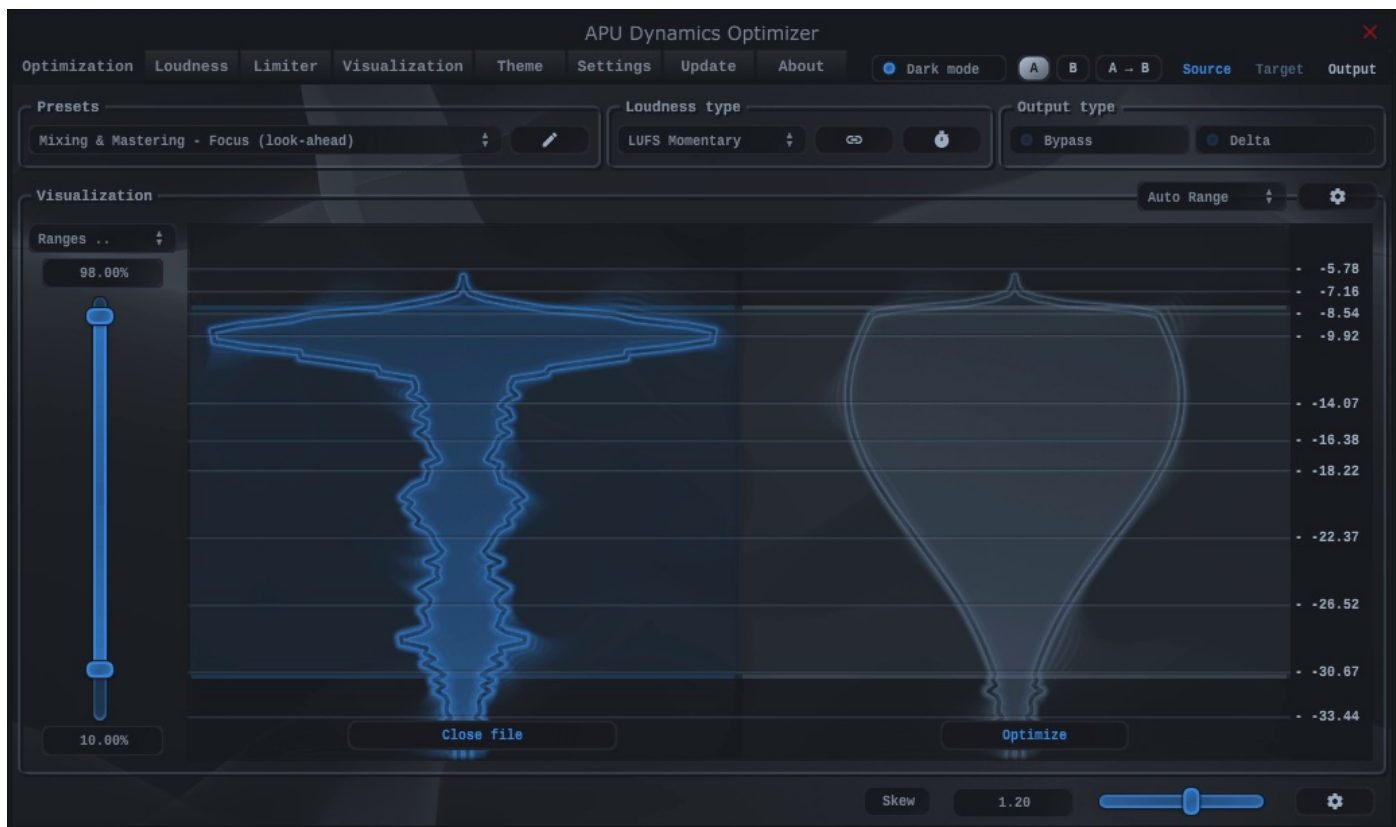 APU Dynamics Optimizer
Optimization Loudness Limiter Visualization Theme Settings Update About Dark mode A B A → B Source Target Output
Presets Loudness type Output type
Mixing & Mastering - Focus (look-ahead) LUFS Momentary Bypass Delta
Visualization Auto Range
Ranges ..
98.00%
-5.78
-7.16
-8.54
-9.92
-14.07
-16.38
-18.22
-22.37
-26.52
-30.67
-33.44
10.00% Close file Optimize
Skew 1.20